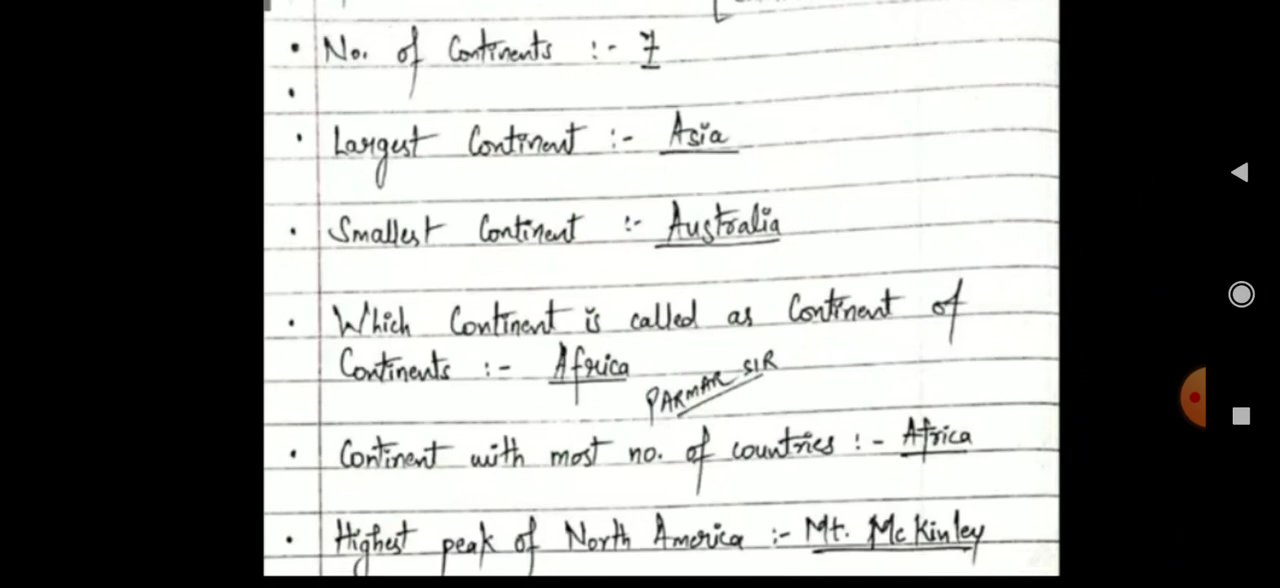 • No. of Continents :- 7
•
• Largest Continent :- Asia
• Smallest Continent :- Australia
• Which Continent is called as Continent of
Continents :- Africa
PARMAR SIR
• Continent with most no. of countries :- Africa
• Highest peak of North America :- Mt. McKinley